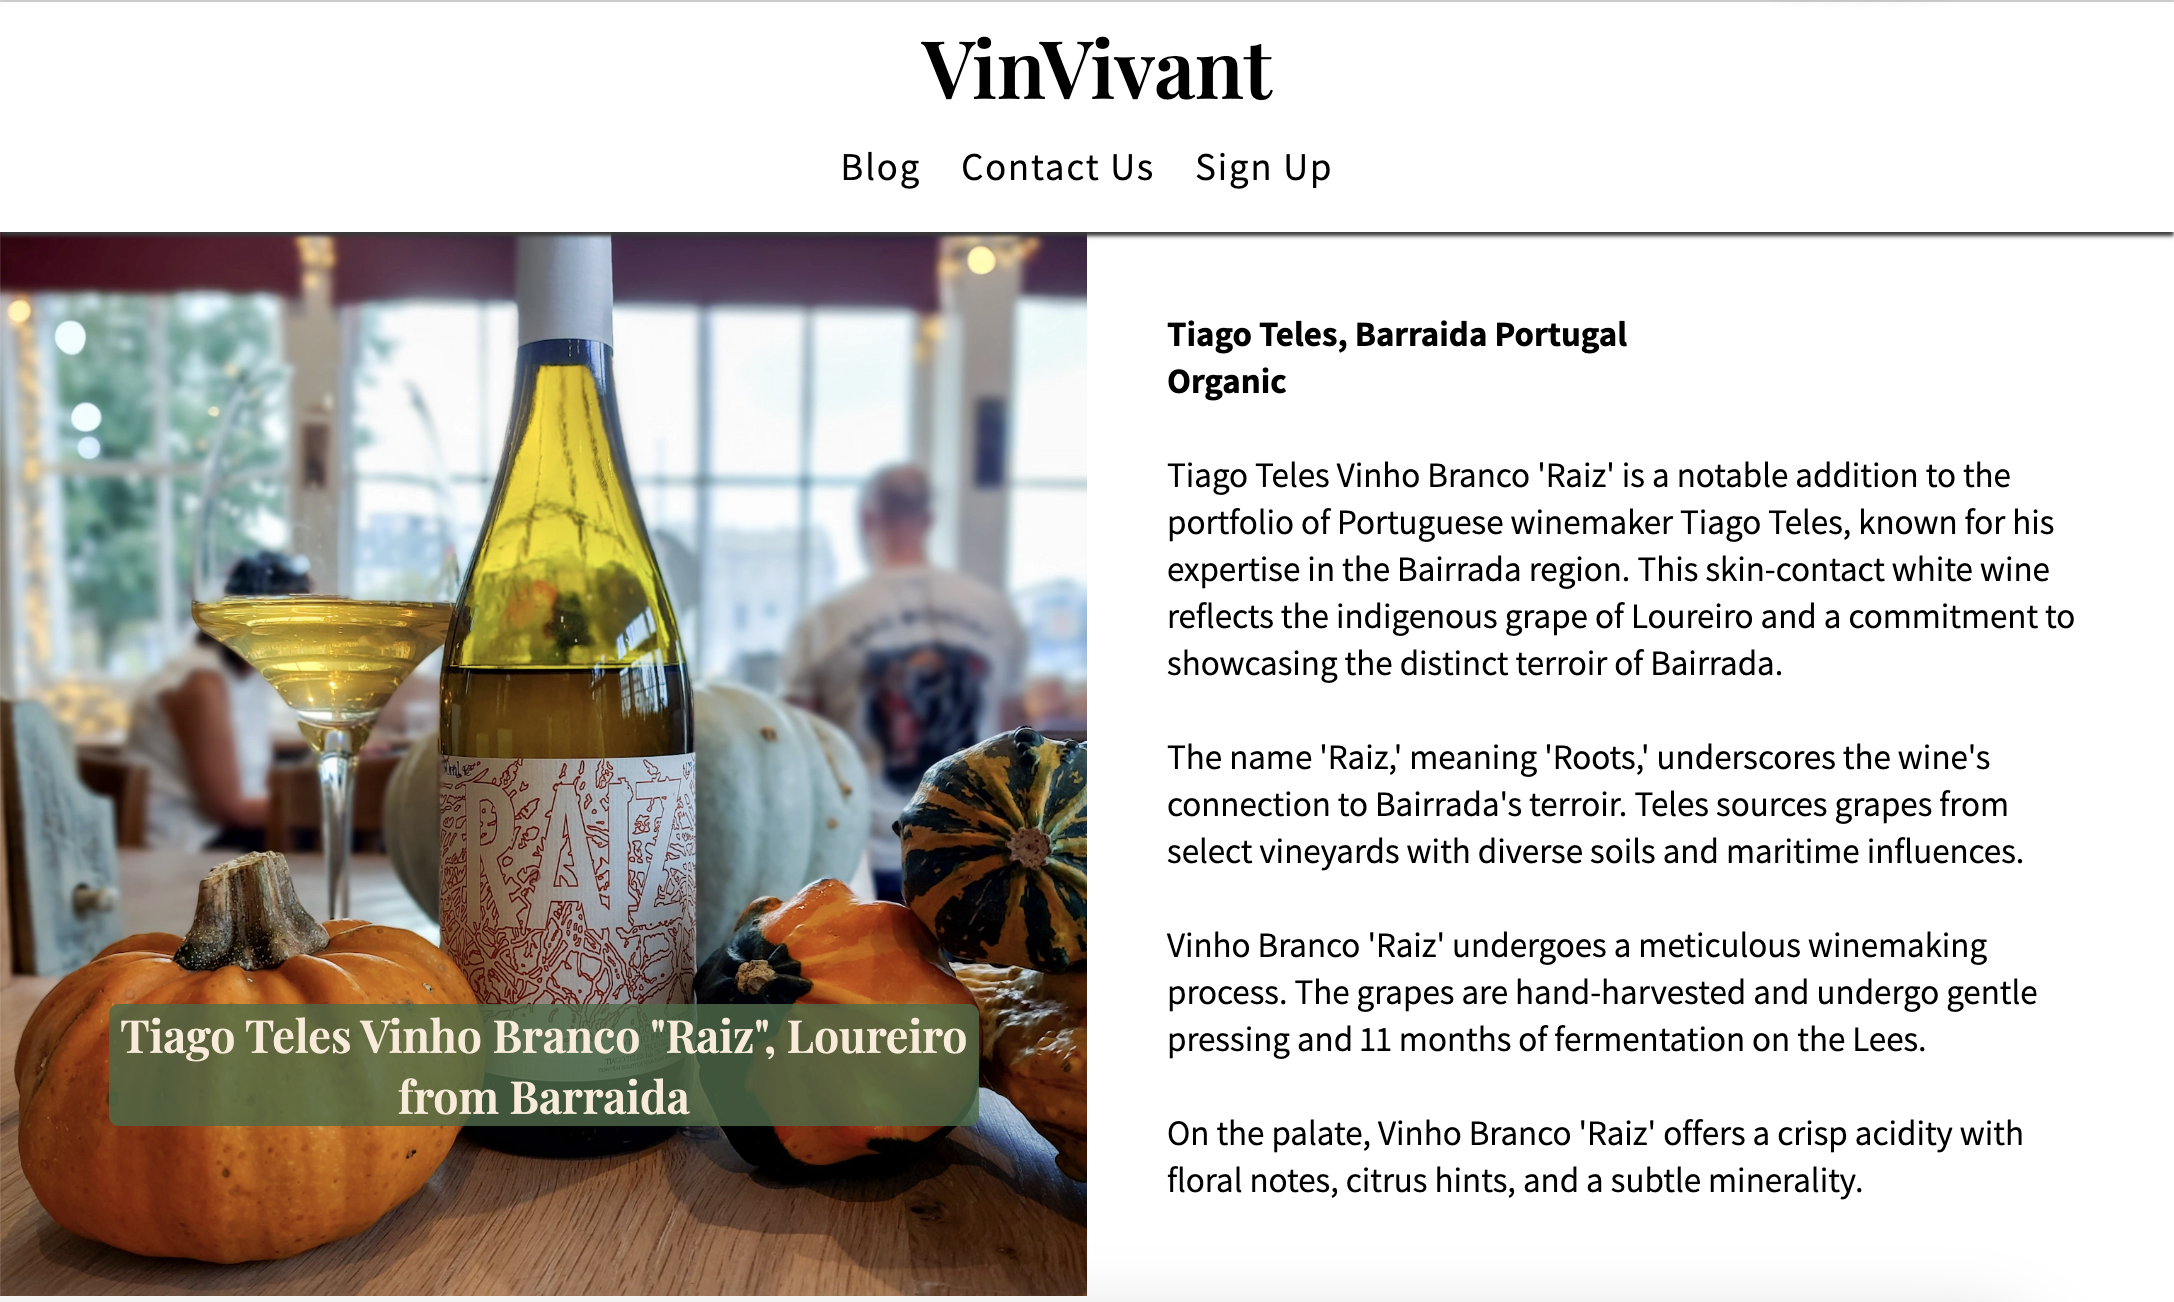 VinVivant
Blog Contact Us Sign Up
Tiago Teles, Barraida Portugal
Organic
Tiago Teles Vinho Branco 'Raiz' is a notable addition to the
portfolio of Portuguese winemaker Tiago Teles, known for his
expertise in the Bairrada region. This skin-contact white wine
reflects the indigenous grape of Loureiro and a commitment to
showcasing the distinct terroir of Bairrada.
The name 'Raiz,' meaning 'Roots,' underscores the wine's
connection to Bairrada's terroir. Teles sources grapes from
select vineyards with diverse soils and maritime influences.
Vinho Branco 'Raiz' undergoes a meticulous winemaking
process. The grapes are hand-harvested and undergo gentle
pressing and 11 months of fermentation on the Lees.
On the palate, Vinho Branco 'Raiz' offers a crisp acidity with
floral notes, citrus hints, and a subtle minerality.
RAIZ
Tiago Teles Vinho Branco "Raiz", Loureiro
from Barraida